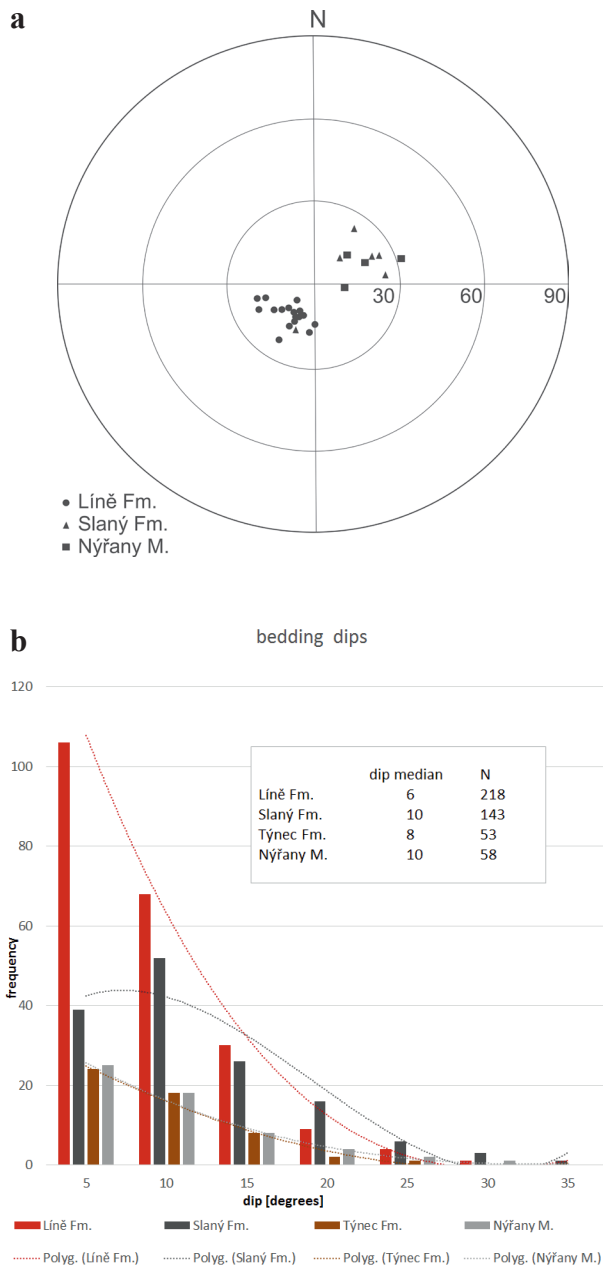 a
N
30 60 90
Líně Fm.
Slaný Fm.
Nýřany M.
b
bedding dips
120
100
80
60
40
20
0
frequency
dip median N
Líně Fm. 6 218
Slaný Fm. 10 143
Týnec Fm. 8 53
Nýřany M. 10 58
5 10 15 20 25 30 35
dip [degrees]
Líně Fm. Slaný Fm. Týnec Fm. Nýřany M.
Polyg. (Líně Fm.) Polyg. (Slaný Fm.) Polyg. (Týnec Fm.) Polyg. (Nýřany M.)